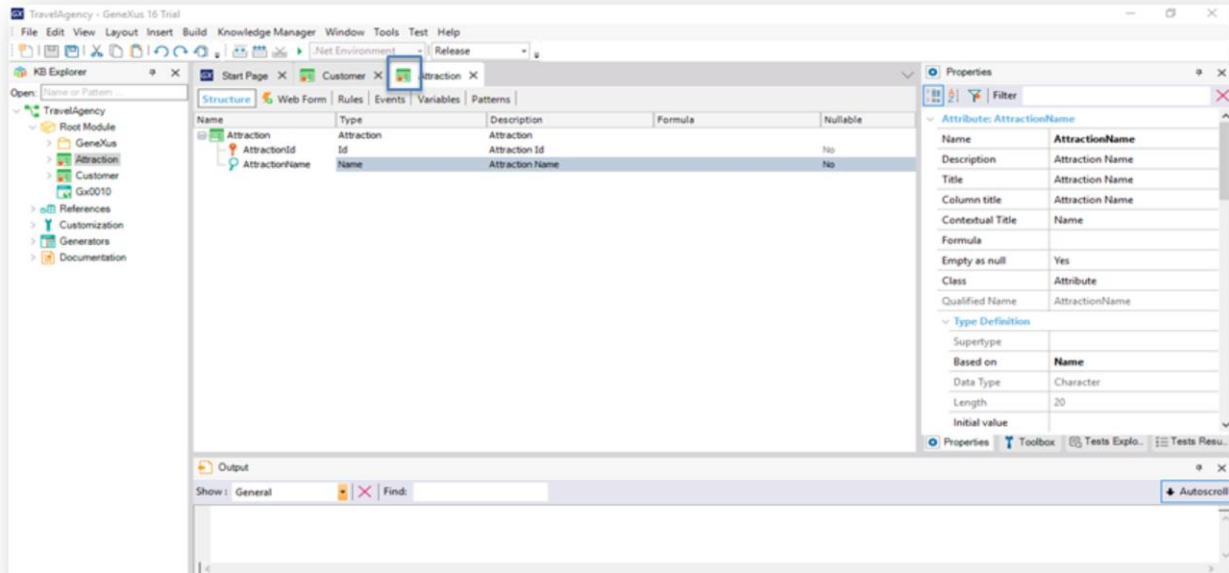 TravelAgency - GeneXus 16 Trial
File Edit View Layout Insert Build Knowledge Manager Window Tools Test Help
.Net Environment Release
KB Explorer
Open: Name or Pattern ...
TravelAgency
Root Module
GeneXus
Attraction
Customer
Gx0010
References
Customization
Generators
Documentation
Start Page Customer Attraction
Structure Web Form Rules Events Variables Patterns
Name Type Description Formula Nullable
Attraction Attraction Attraction
AttractionId Id Attraction Id No
AttractionName Name Attraction Name No
Properties
Filter
Attribute: AttractionName
Name AttractionName
Description Attraction Name
Title Attraction Name
Column title Attraction Name
Contextual Title Name
Formula
Empty as null Yes
Class Attribute
Qualified Name AttractionName
Type Definition
Supertype
Based on Name
Data Type Character
Length 20
Initial value
Properties Toolbox Tests Explo.. Tests Resu..
Output
Show: General Find:
Autoscroll